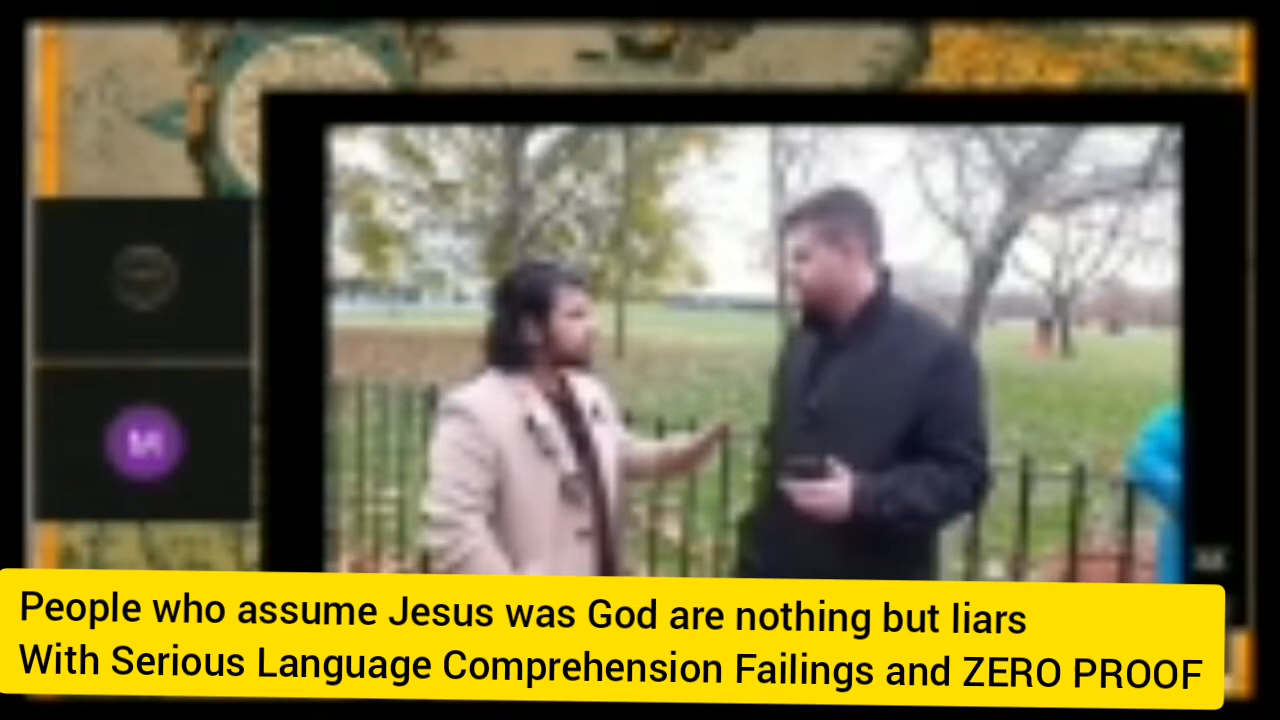 People who assume Jesus was God are nothing but liars
With Serious Language Comprehension Failings and ZERO PROOF